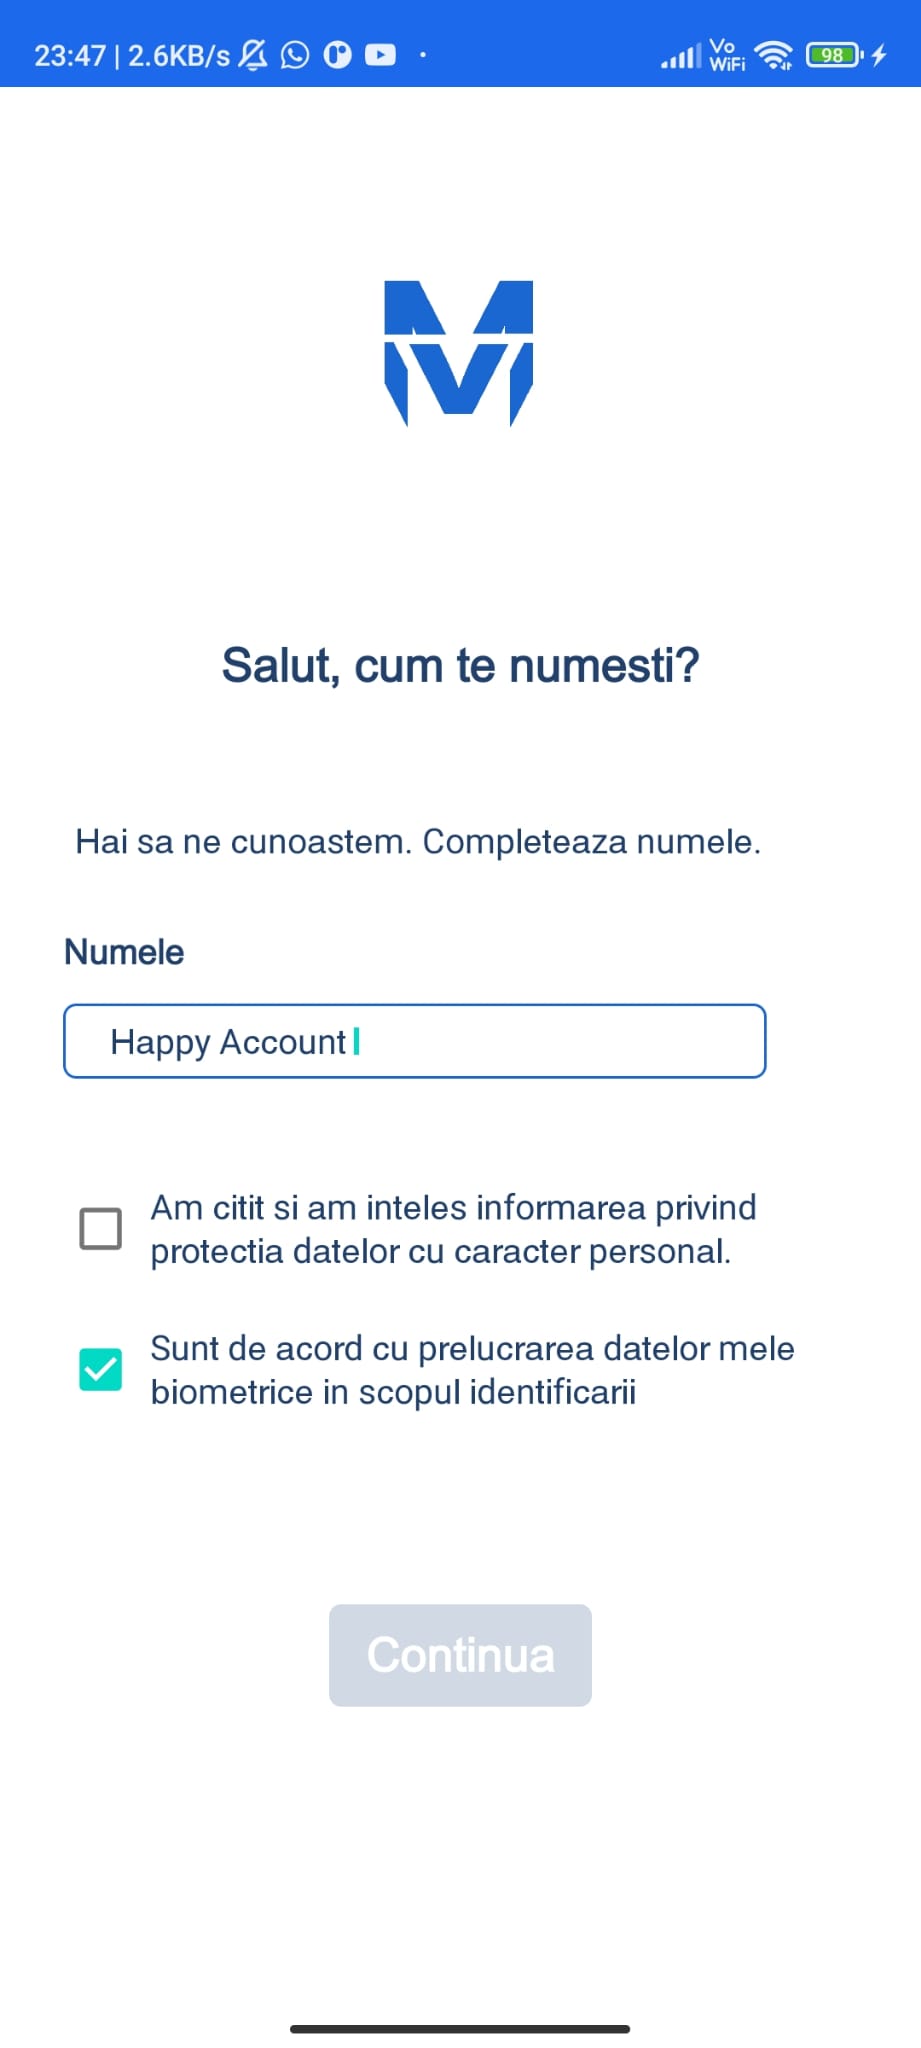 23:47 | 2.6KB/s Vo WiFi 98
Salut, cum te numesti?
Hai sa ne cunoastem. Completeaza numele.
Numele
Happy Account
Am citit si am inteles informarea privind
protectia datelor cu caracter personal.
Sunt de acord cu prelucrarea datelor mele
biometrice in scopul identificarii
Continua